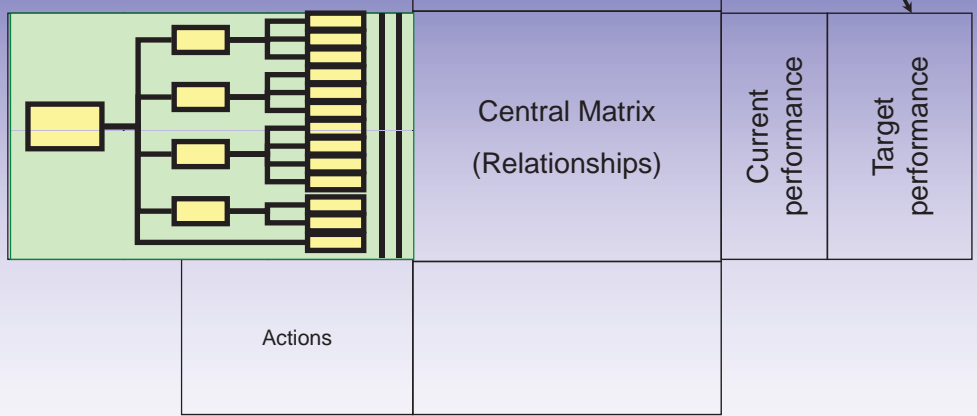 Central Matrix
(Relationships)
Current
performance
Target
performance
Actions